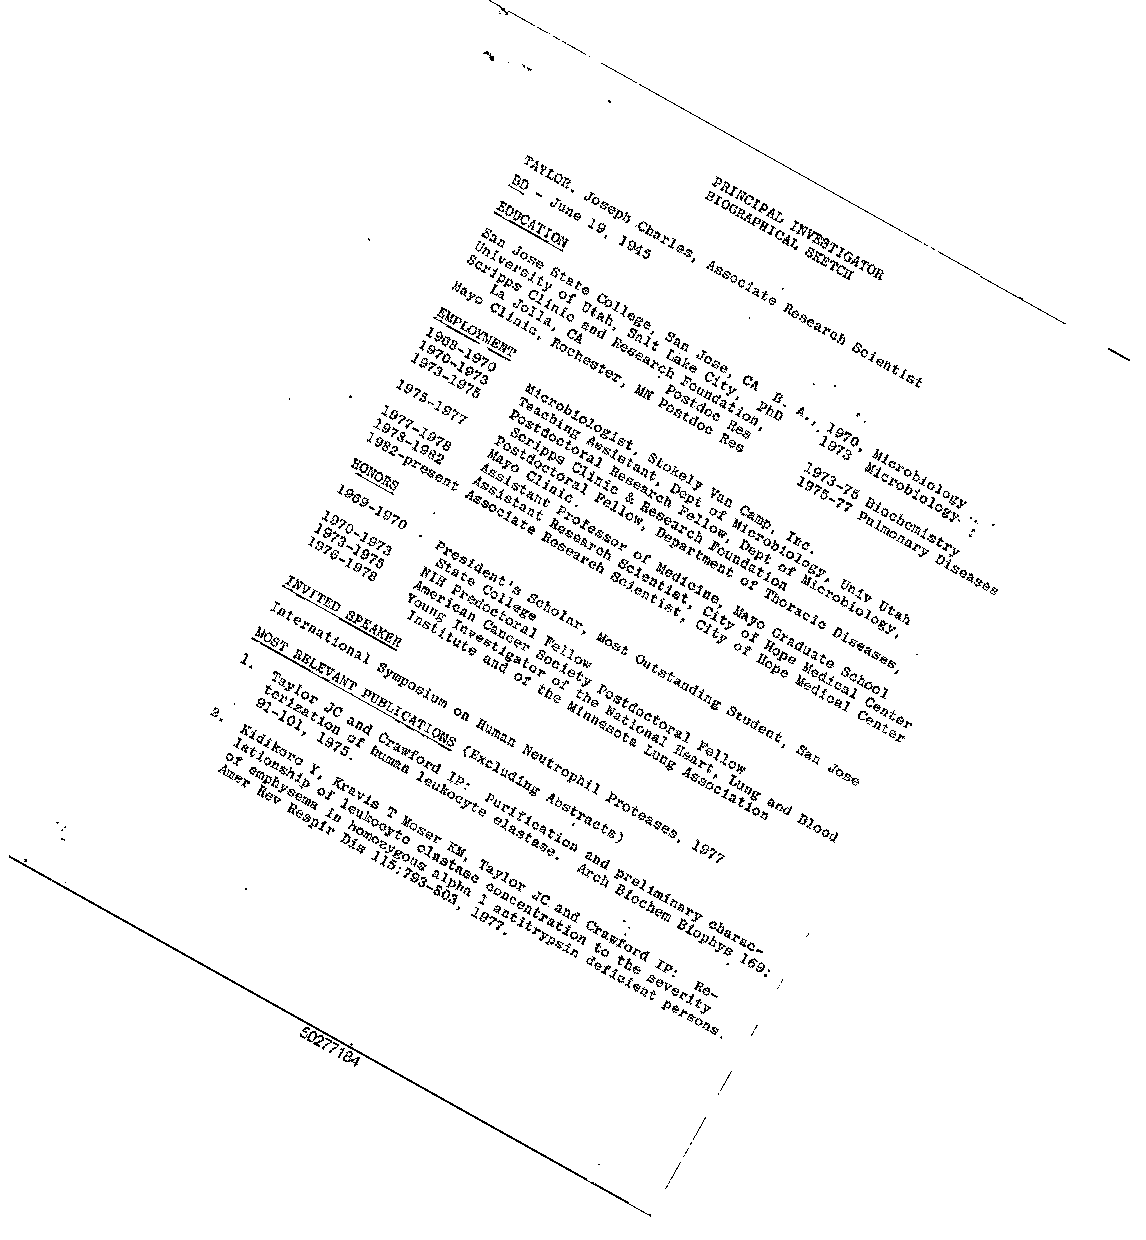 PRINCIPAL INVESTIGATOR
BIOGRAPHICAL SKETCH
TAYLOR, Joseph Charles, Associate Research Scientist
BD - June 19, 1945
EDUCATION
San Jose State College, San Jose, CA B. A., 1970, Microbiology
University of Utah, Salt Lake City, PhD 1973 Microbiology
Scripps Clinic and Research Foundation,
La Jolla, CA Postdoc Res 1973-75 Biochemistry
Mayo Clinic, Rochester, MN Postdoc Res 1975-77 Pulmonary Diseases
EMPLOYMENT
1968-1970 Microbiologist, Stokely Van Camp, Inc.
1970-1973 Teaching Assistant, Dept of Microbiology, Univ Utah
1973-1975 Postdoctoral Research Fellow, Dept of Microbiology,
Scripps Clinic & Research Foundation
1975-1977 Postdoctoral Fellow, Department of Thoracic Diseases,
Mayo Clinic.
1977-1978 Assistant Professor of Medicine, Mayo Graduate School
1978-1982 Assistant Research Scientist, City of Hope Medical Center
1982-present Associate Research Scientist, City of Hope Medical Center
HONORS
1969-1970 President's Scholar, Most Outstanding Student, San Jose
State College
1970-1973 NIH Predoctoral Fellow
1973-1975 American Cancer Society Postdoctoral Fellow
1976-1978 Young Investigator of the National Heart, Lung and Blood
Institute and of the Minnesota Lung Association
INVITED SPEAKER
International Symposium on Human Neutrophil Proteases, 1977
MOST RELEVANT PUBLICATIONS (Excluding Abstracts)
1. Taylor JC and Crawford IP: Purification and preliminary charac-
terization of human leukocyte elastase. Arch Biochem Biophys 169:
91-101, 1975.
2. Kidikoro Y, Kravis T Moser KM, Taylor JC and Crawford IP: Re-
lationship of leukocyte elastase concentration to the severity
of emphysema in homozygous alpha 1 antitrypsin deficient persons.
Amer Rev Respir Dis 115:793-803, 1977.
50277184